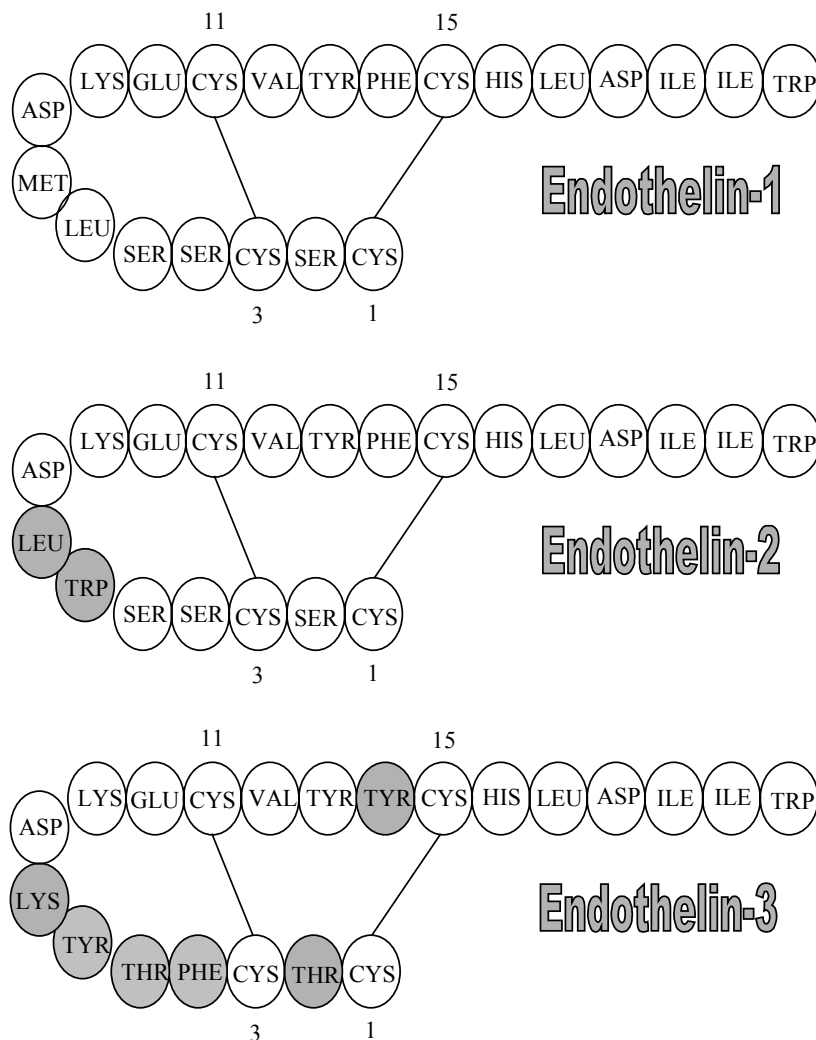 11 15
LYS GLU CYS VAL TYR PHE CYS HIS LEU ASP ILE ILE TRP
ASP
MET
LEU
SER SER CYS SER CYS
3 1
Endothelin-1
11 15
LYS GLU CYS VAL TYR PHE CYS HIS LEU ASP ILE ILE TRP
ASP
LEU
TRP
SER SER CYS SER CYS
3 1
Endothelin-2
11 15
LYS GLU CYS VAL TYR TYR CYS HIS LEU ASP ILE ILE TRP
ASP
LYS
TYR
THR PHE CYS THR CYS
3 1
Endothelin-3